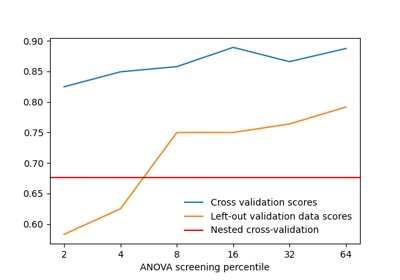 0.90
0.85
0.80
0.75
0.70
0.65
0.60
Cross validation scores
Left-out validation data scores
Nested cross-validation
2 4 8 16 32 64
ANOVA screening percentile